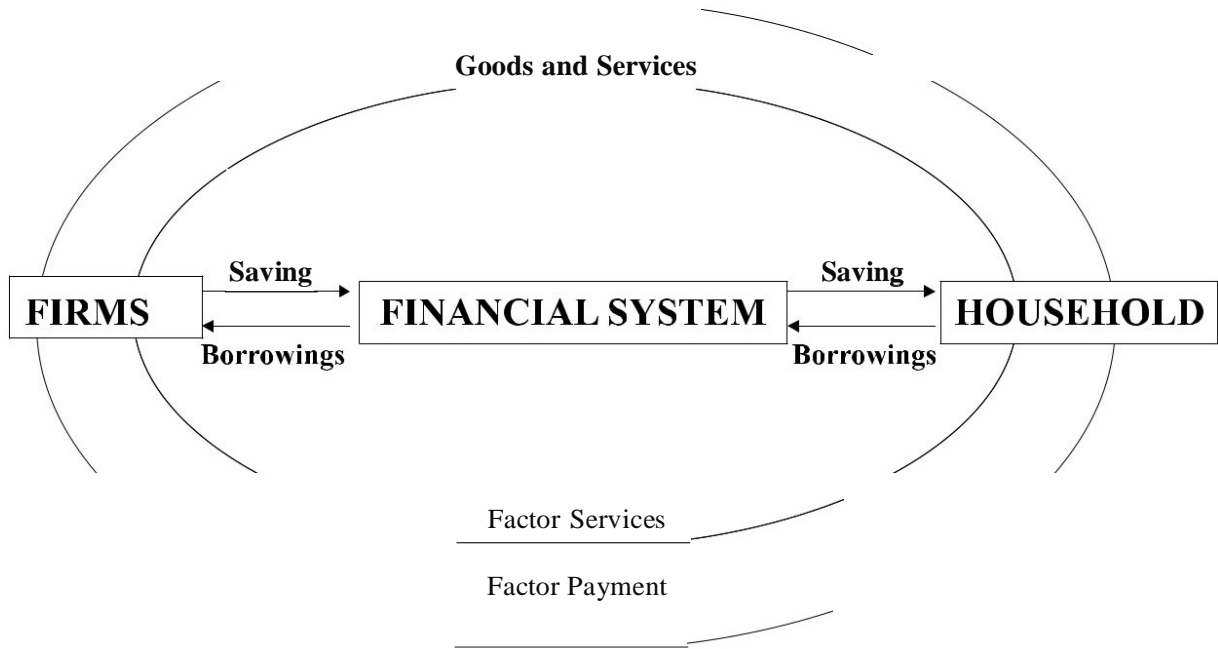 Goods and Services
Saving
Saving
FIRMS
FINANCIAL SYSTEM
HOUSEHOLD
Borrowings
Borrowings
Factor Services
Factor Payment